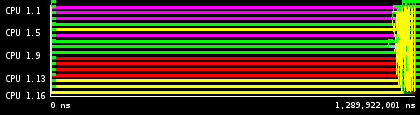 CPU 1.1
CPU 1.5
CPU 1.9
CPU 1.13
CPU 1.16
0 ns 1,289,922,001 ns